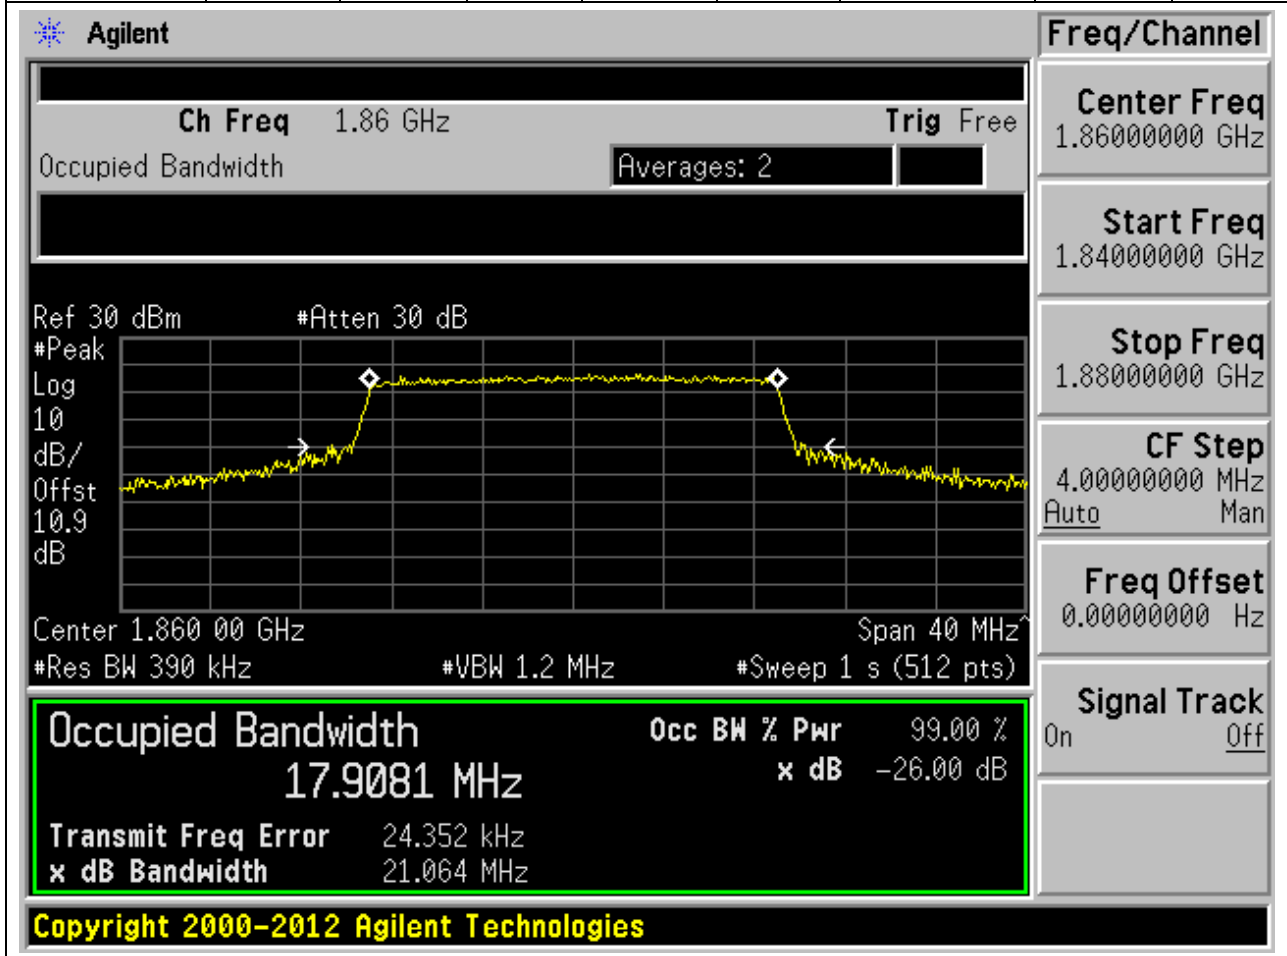 Agilent
Freq/Channel
Ch Freq 1.86 GHz Trig Free
Occupied Bandwidth Averages: 2
Center Freq
1.86000000 GHz
Start Freq
1.84000000 GHz
Stop Freq
1.88000000 GHz
CF Step
4.00000000 MHz
Auto Man
Freq Offset
0.00000000 Hz
Signal Track
On Off
Ref 30 dBm #Atten 30 dB
#Peak
Log
10
dB/
Offst
10.9
dB
Center 1.860 00 GHz Span 40 MHz^
#Res BW 390 kHz #VBW 1.2 MHz #Sweep 1 s (512 pts)
Occupied Bandwidth Occ BW % Pwr 99.00 %
17.9081 MHz x dB -26.00 dB
Transmit Freq Error 24.352 kHz
x dB Bandwidth 21.064 MHz
Copyright 2000-2012 Agilent Technologies